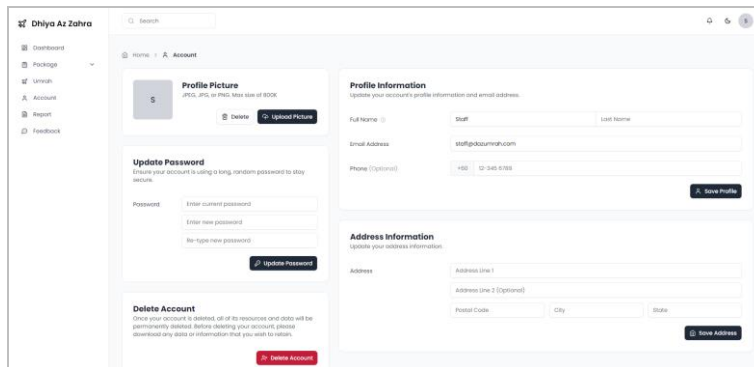 Dhiya Az Zahra
Search
S
Dashboard
Package
Umrah
Account
Report
Feedback
Home > Account
Profile Picture
JPEG, JPG, or PNG. Max size of 800K
S
Delete
Upload Picture
Update Password
Ensure your account is using a long, random password to stay
secure.
Password
Enter current password
Enter new password
Re-type new password
Update Password
Delete Account
Once your account is deleted, all of its resources and data will be
permanently deleted. Before deleting your account, please
download any data or information that you wish to retain.
Delete Account
Profile Information
Update your account's profile information and email address.
Full Name
Staff
Last Name
Email Address
staff@dazumrah.com
Phone (Optional)
+60
12-345 6789
Save Profile
Address Information
Update your address information.
Address
Address Line 1
Address Line 2 (Optional)
Postal Code
City
State
Save Address